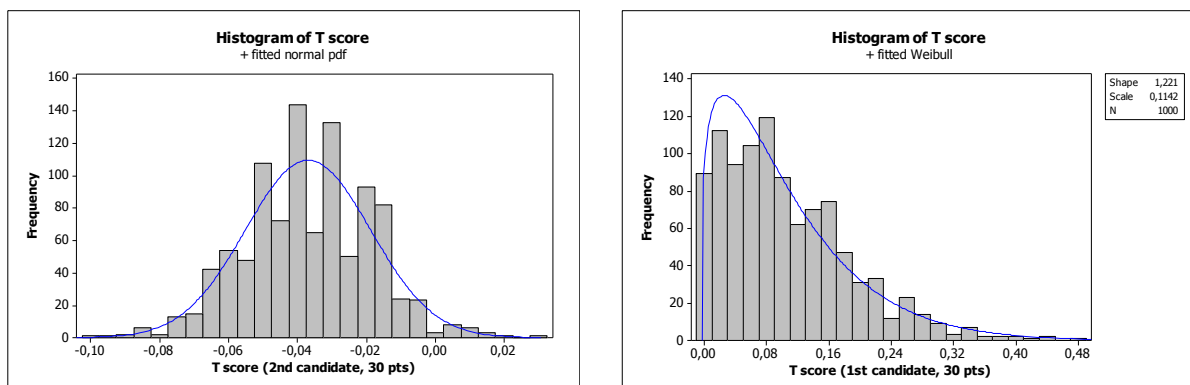 Histogram of T score
+ fitted normal pdf
160
140
120
100
80
60
40
20
0
Frequency
-0,10 -0,08 -0,06 -0,04 -0,02 0,00 0,02
T score (2nd candidate, 30 pts)
Histogram of T score
+ fitted Weibull
140
120
100
80
60
40
20
0
Frequency
0,00 0,08 0,16 0,24 0,32 0,40 0,48
T score (1st candidate, 30 pts)
Shape 1,221
Scale 0,1142
N 1000